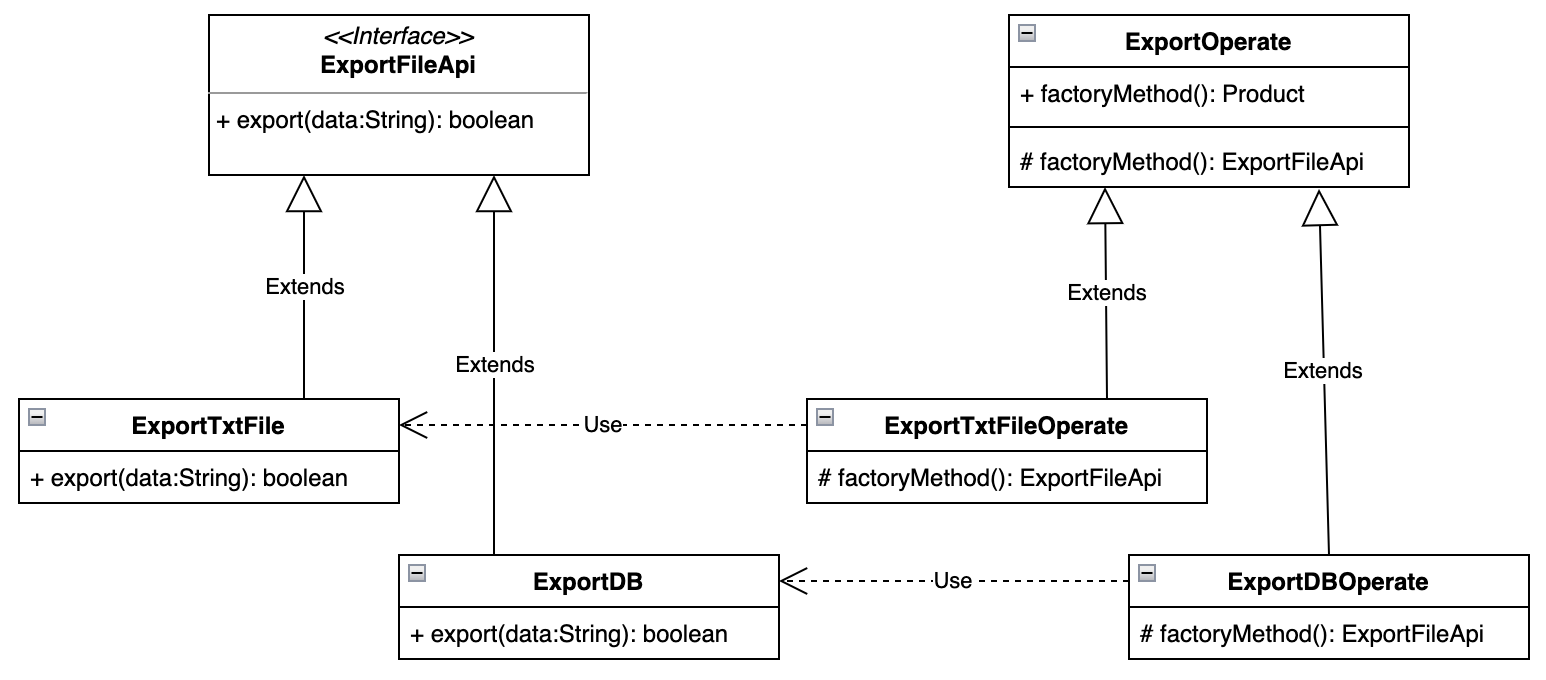 <<Interface>>
ExportFileApi
+ export(data:String): boolean
ExportOperate
+ factoryMethod(): Product
# factoryMethod(): ExportFileApi
Extends
Extends
Extends
Extends
ExportTxtFile
+ export(data:String): boolean
Use
ExportTxtFileOperate
# factoryMethod(): ExportFileApi
ExportDB
+ export(data:String): boolean
Use
ExportDBOperate
# factoryMethod(): ExportFileApi